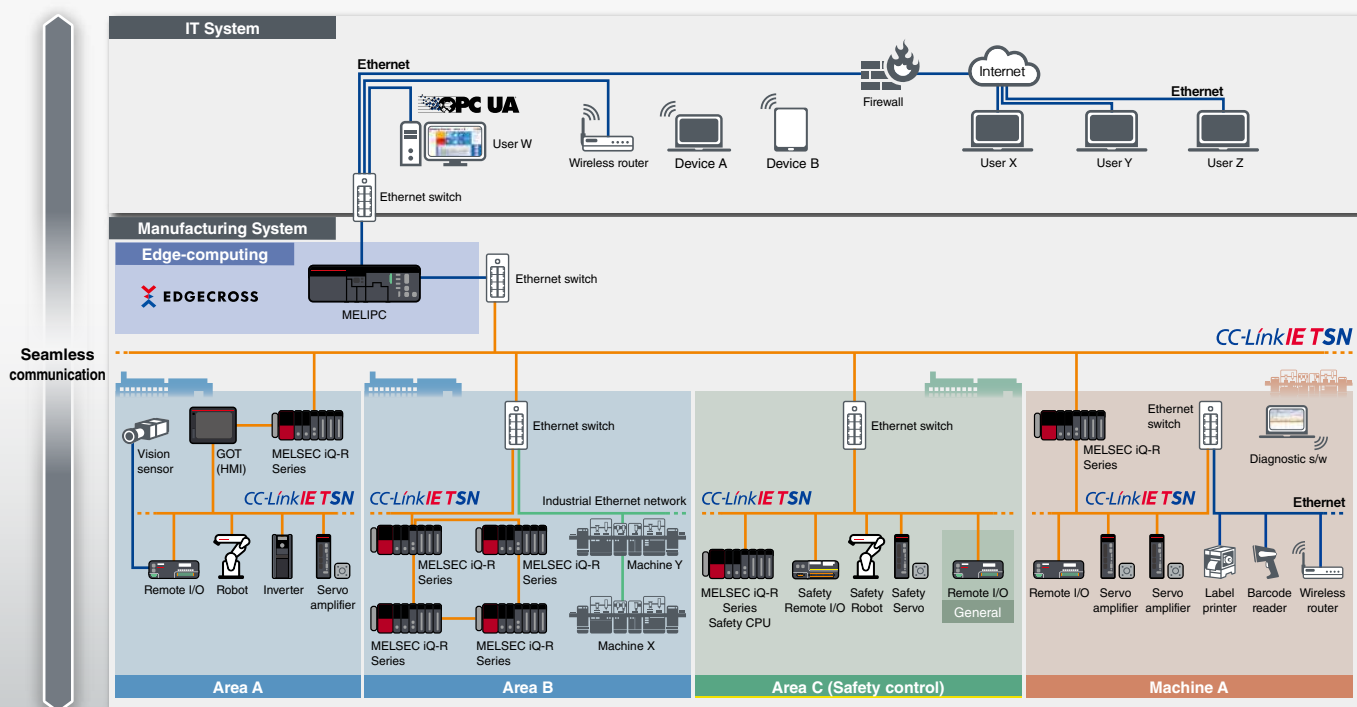 IT System
Ethernet
Internet
Firewall
Ethernet
OPC UA
User W
Wireless router
Device A
Device B
User X
User Y
User Z
Ethernet switch
Manufacturing System
Edge-computing
EDGECROSS
MELIPC
Ethernet switch
Seamless
communication
CC-Link IE TSN
Vision
sensor
GOT
(HMI)
MELSEC iQ-R
Series
CC-Link IE TSN
Remote I/O
Robot
Inverter
Servo
amplifier
Area A
Ethernet switch
CC-Link IE TSN
Industrial Ethernet network
MELSEC iQ-R
Series
MELSEC iQ-R
Series
Machine Y
MELSEC iQ-R
Series
MELSEC iQ-R
Series
Machine X
Area B
Ethernet switch
CC-Link IE TSN
MELSEC iQ-R
Series
Safety CPU
Safety
Remote I/O
Safety
Robot
Safety
Servo
Remote I/O
General
Area C (Safety control)
MELSEC iQ-R
Series
Ethernet
switch
Diagnostic s/w
CC-Link IE TSN
Ethernet
Remote I/O
Servo
amplifier
Servo
amplifier
Label
printer
Barcode
reader
Wireless
router
Machine A